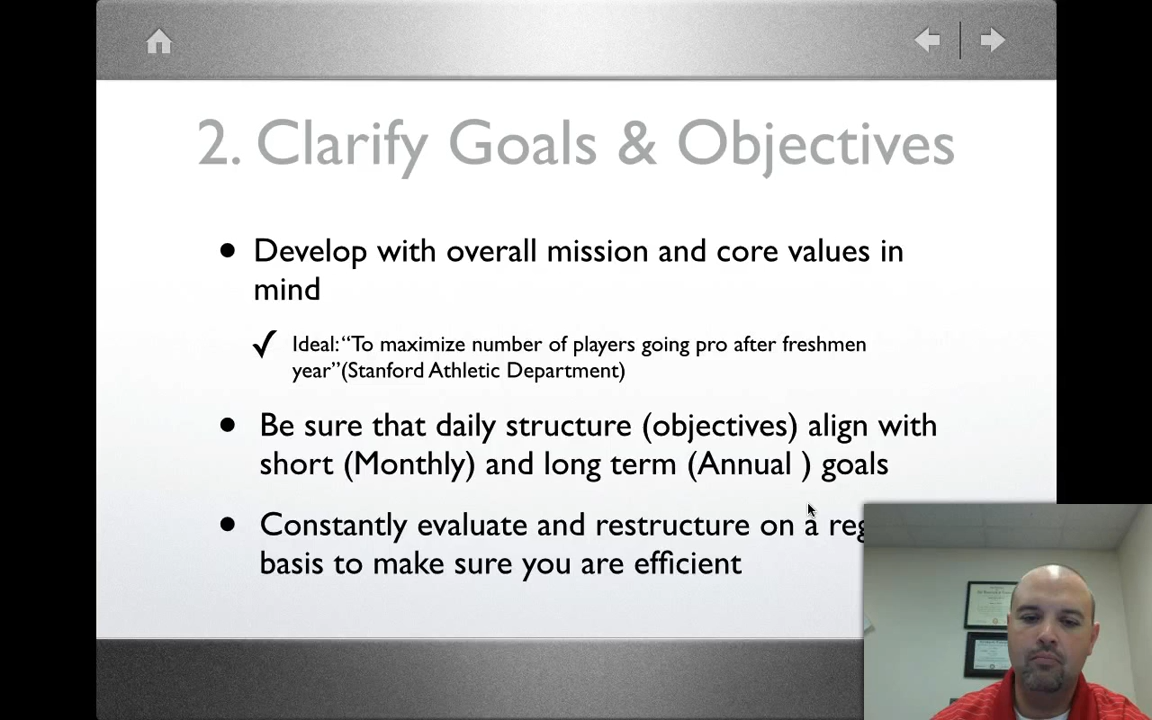 2. Clarify Goals & Objectives
• Develop with overall mission and core values in
mind
✓ Ideal:“To maximize number of players going pro after freshmen
year”(Stanford Athletic Department)
• Be sure that daily structure (objectives) align with
short (Monthly) and long term (Annual ) goals
• Constantly evaluate and restructure on a
basis to make sure you are efficient